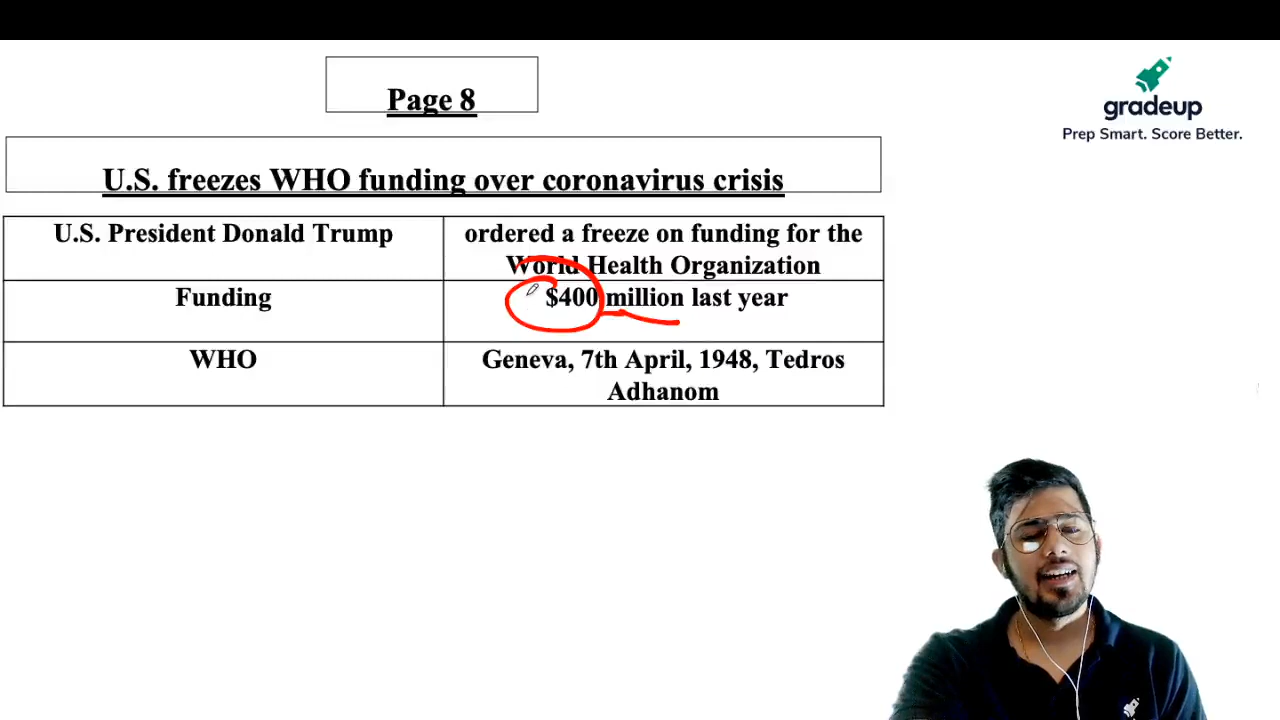 Page 8
gradeup
Prep Smart. Score Better.
U.S. freezes WHO funding over coronavirus crisis
U.S. President Donald Trump
ordered a freeze on funding for the
World Health Organization
Funding
$400 million last year
WHO
Geneva, 7th April, 1948, Tedros
Adhanom